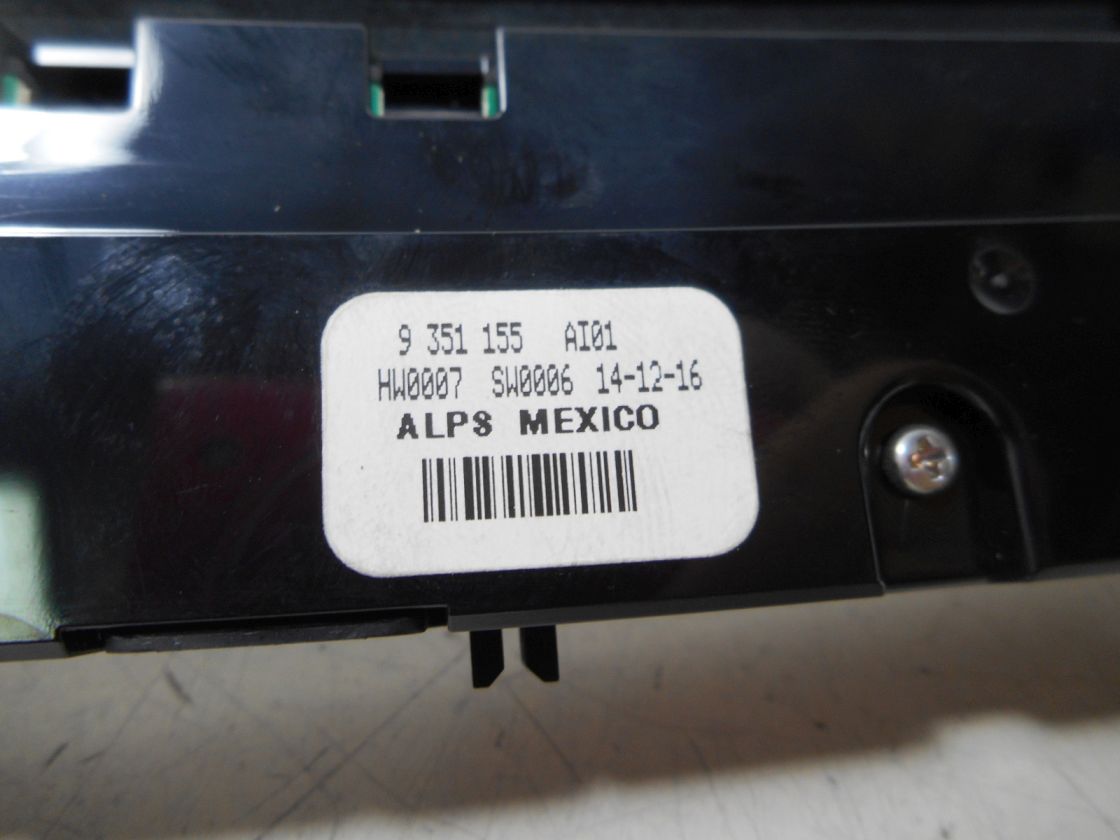 9 351 155 AI01
HW0007 SW0006 14-12-16
ALPS MEXICO